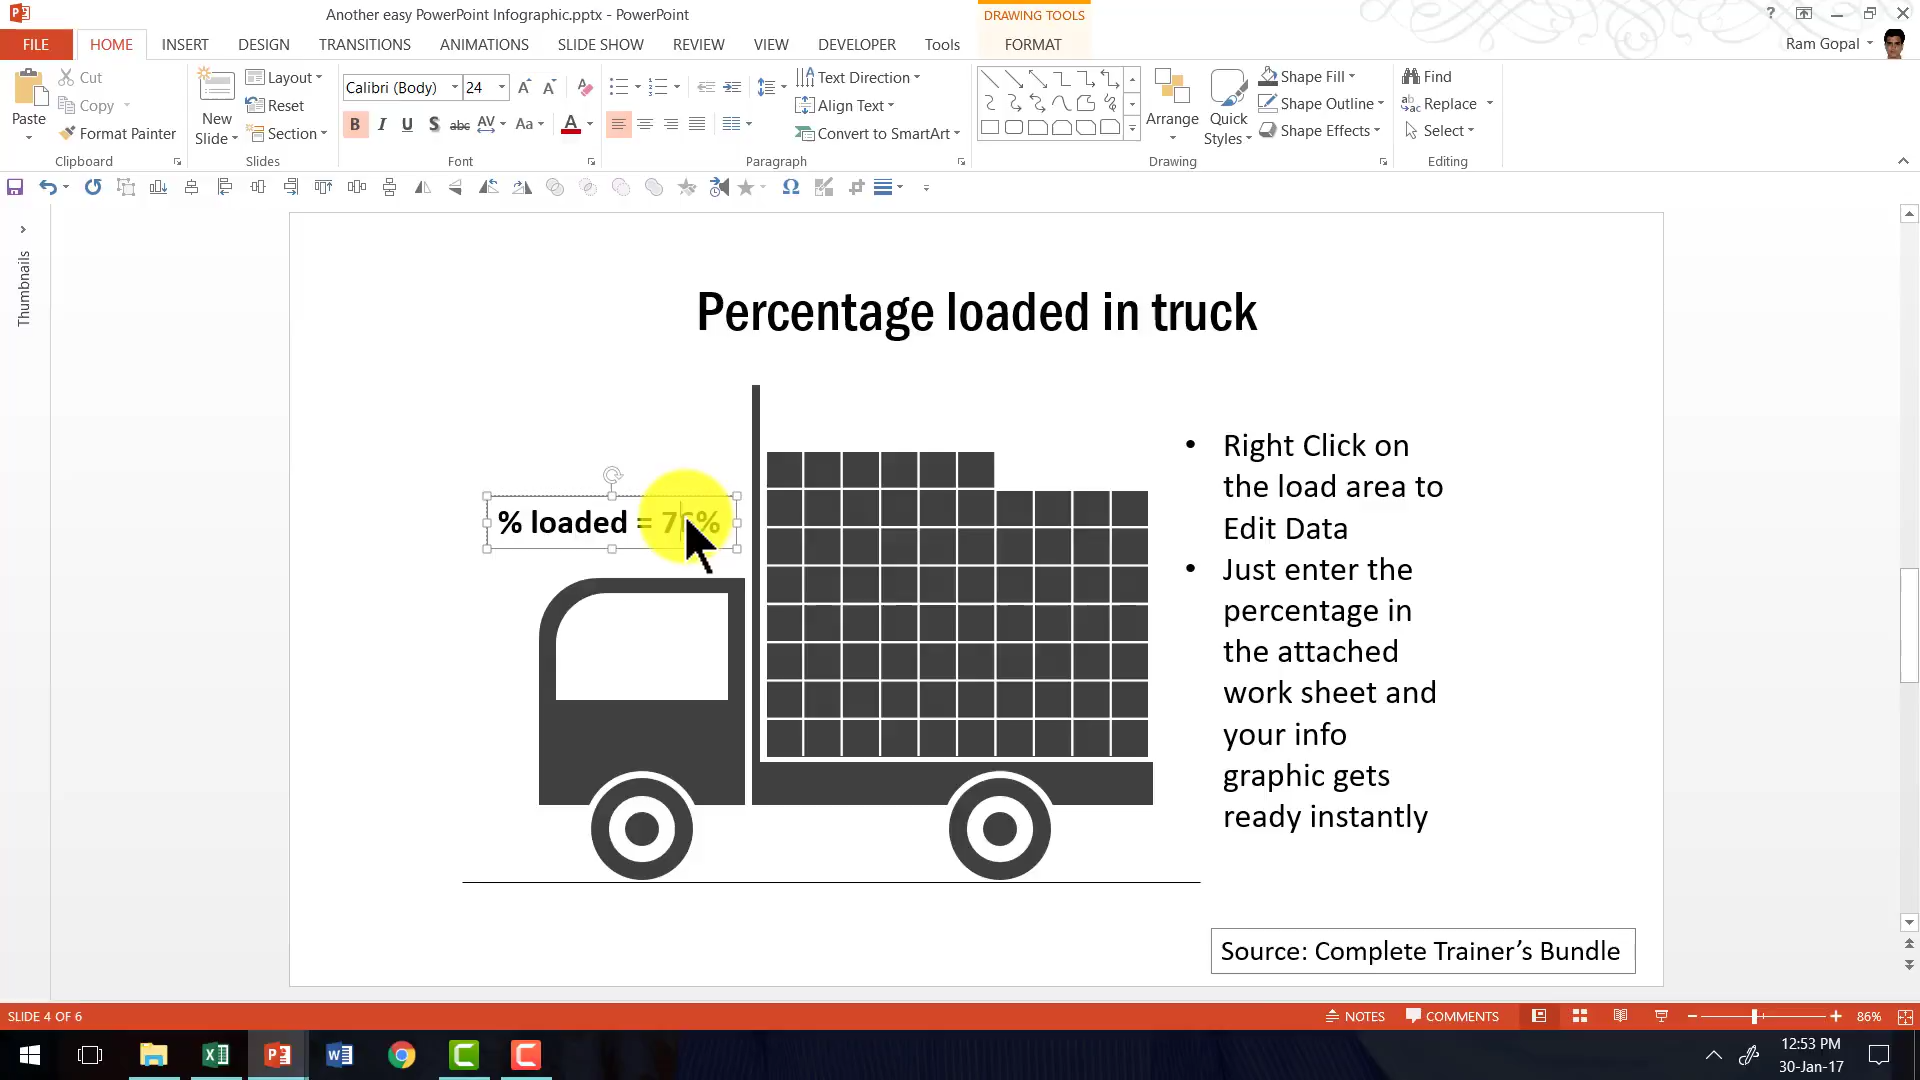 Another easy PowerPoint Infographic.pptx - PowerPoint
DRAWING TOOLS
?
FILE
HOME
INSERT
DESIGN
TRANSITIONS
ANIMATIONS
SLIDE SHOW
REVIEW
VIEW
DEVELOPER
Tools
FORMAT
Ram Gopal
Paste
Cut
Copy
Format Painter
Clipboard
New
Slide
Layout
Reset
Section
Slides
Calibri (Body) 24
B I U S abc AV Aa A
Font
Text Direction
Align Text
Convert to SmartArt
Paragraph
Arrange
Quick
Styles
Shape Fill
Shape Outline
Shape Effects
Drawing
Find
Replace
Select
Editing
Thumbnails
Percentage loaded in truck
% loaded = 76%
• Right Click on
the load area to
Edit Data
• Just enter the
percentage in
the attached
work sheet and
your info
graphic gets
ready instantly
Source: Complete Trainer’s Bundle
SLIDE 4 OF 6
NOTES
COMMENTS
86%
12:53 PM
30-Jan-17